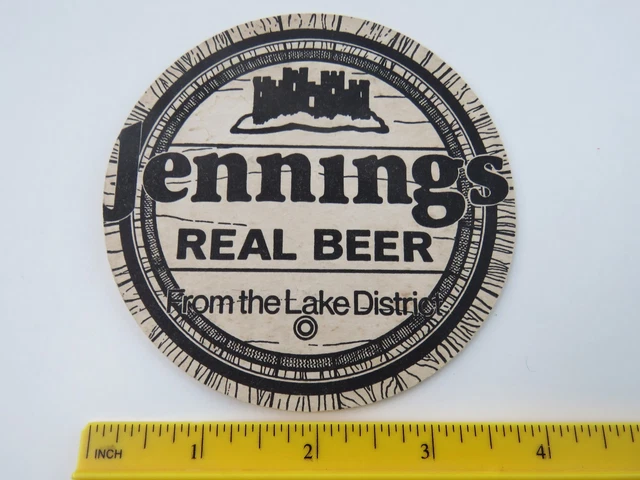 Jennings
REAL BEER
From the Lake District
INCH 1 2 3 4